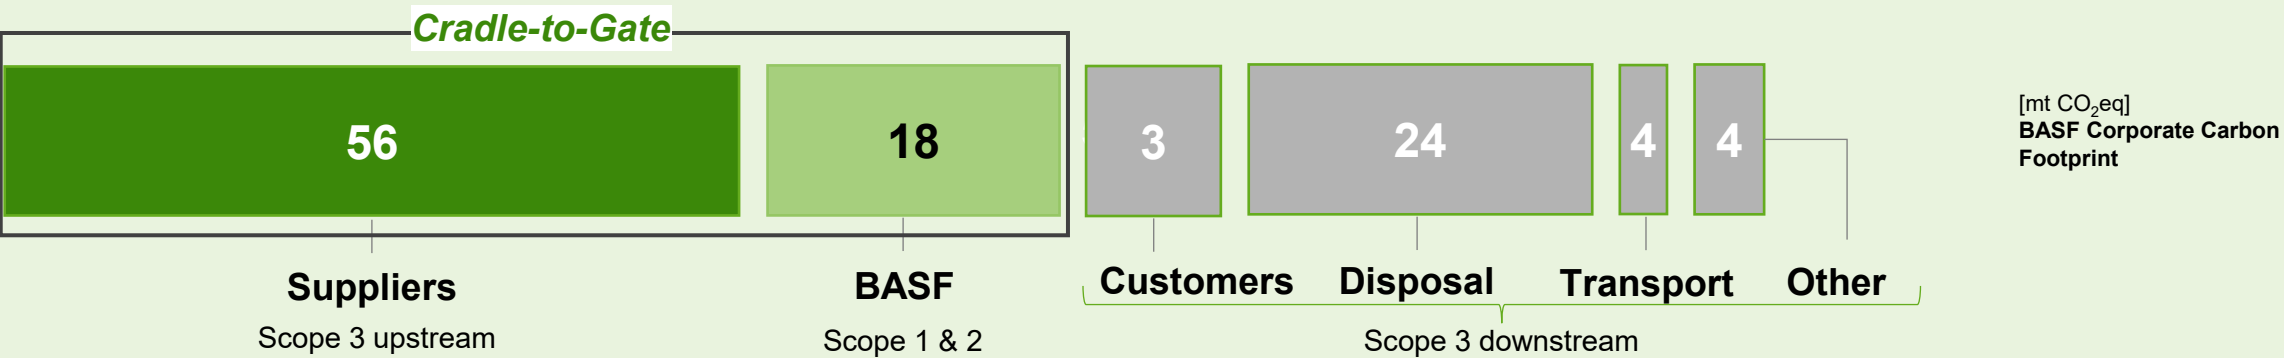 Cradle-to-Gate
56
18
3
24
4
4
[mt CO₂eq]
BASF Corporate Carbon
Footprint
Suppliers
BASF
Customers
Disposal
Transport
Other
Scope 3 upstream
Scope 1 & 2
Scope 3 downstream